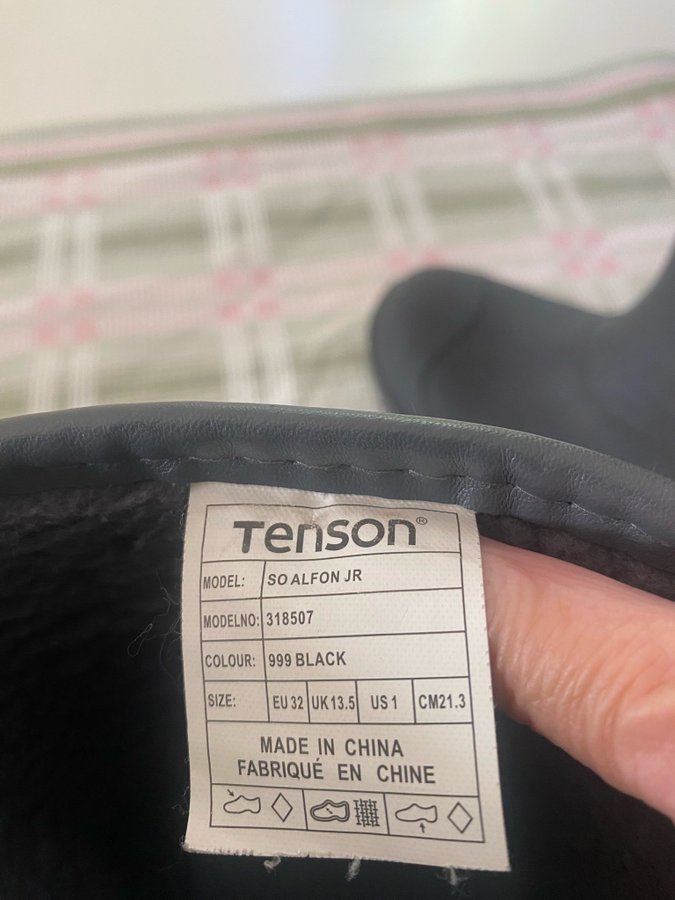 Tenson®
MODEL: SO ALFON JR
MODELNO: 318507
COLOUR: 999 BLACK
SIZE: EU 32 UK 13.5 US 1 CM21.3
MADE IN CHINA
FABRIQUÉ EN CHINE